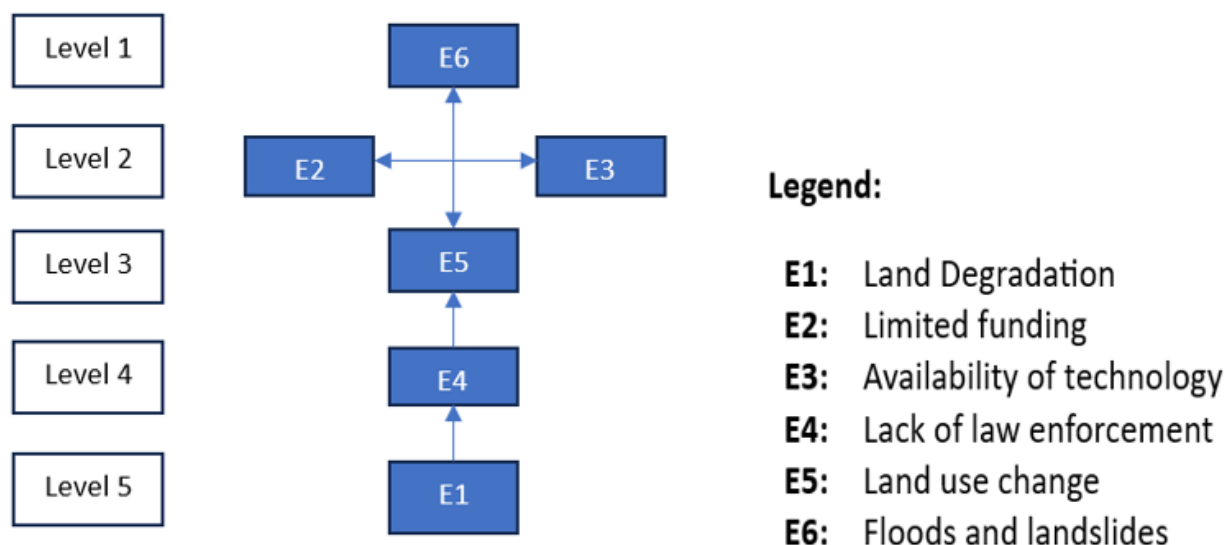 Level 1
E6
Level 2
E2
E3
Level 3
E5
Level 4
E4
Level 5
E1
Legend:
E1: Land Degradation
E2: Limited funding
E3: Availability of technology
E4: Lack of law enforcement
E5: Land use change
E6: Floods and landslides